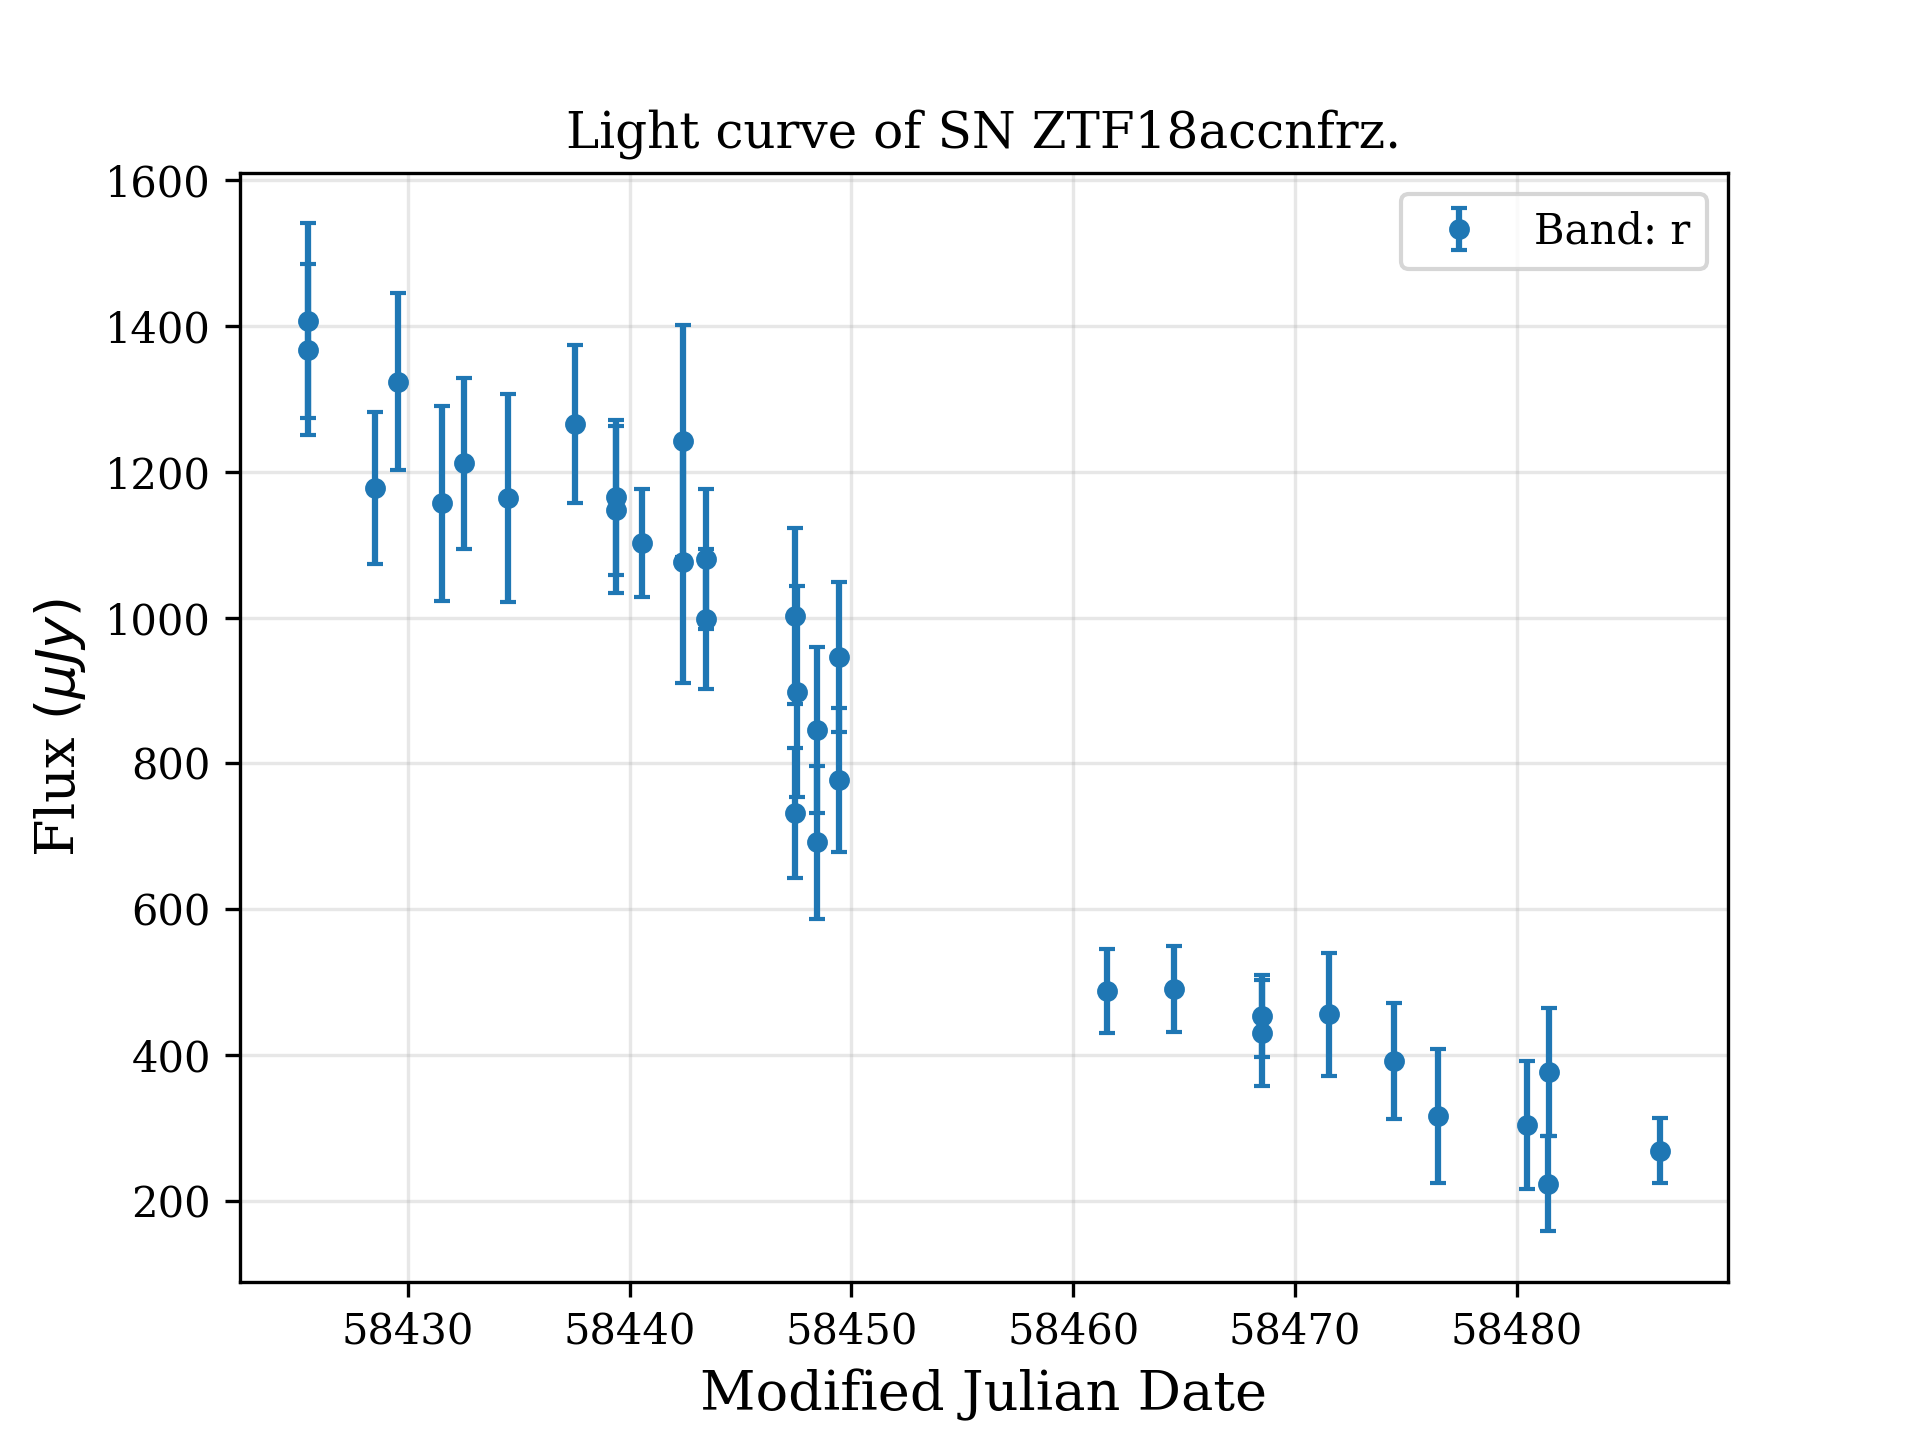 Light curve of SN ZTF18accnfrz.
Band: r
Flux (μJy)
1600
1400
1200
1000
800
600
400
200
58430 58440 58450 58460 58470 58480
Modified Julian Date